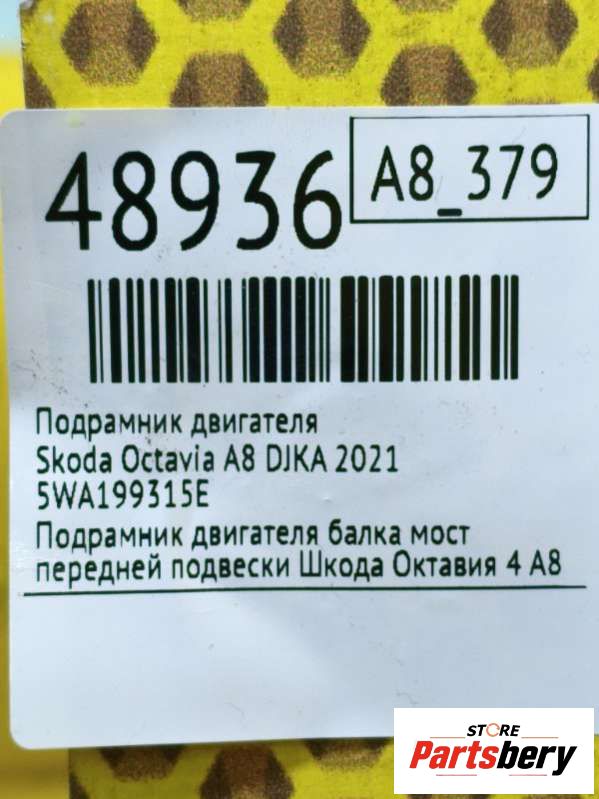 48936
A8_379
Подрамник двигателя
Skoda Octavia A8 DJKA 2021
5WA199315E
Подрамник двигателя балка мост
передней подвески Шкода Октавия 4 А8
STORE
Partsbery